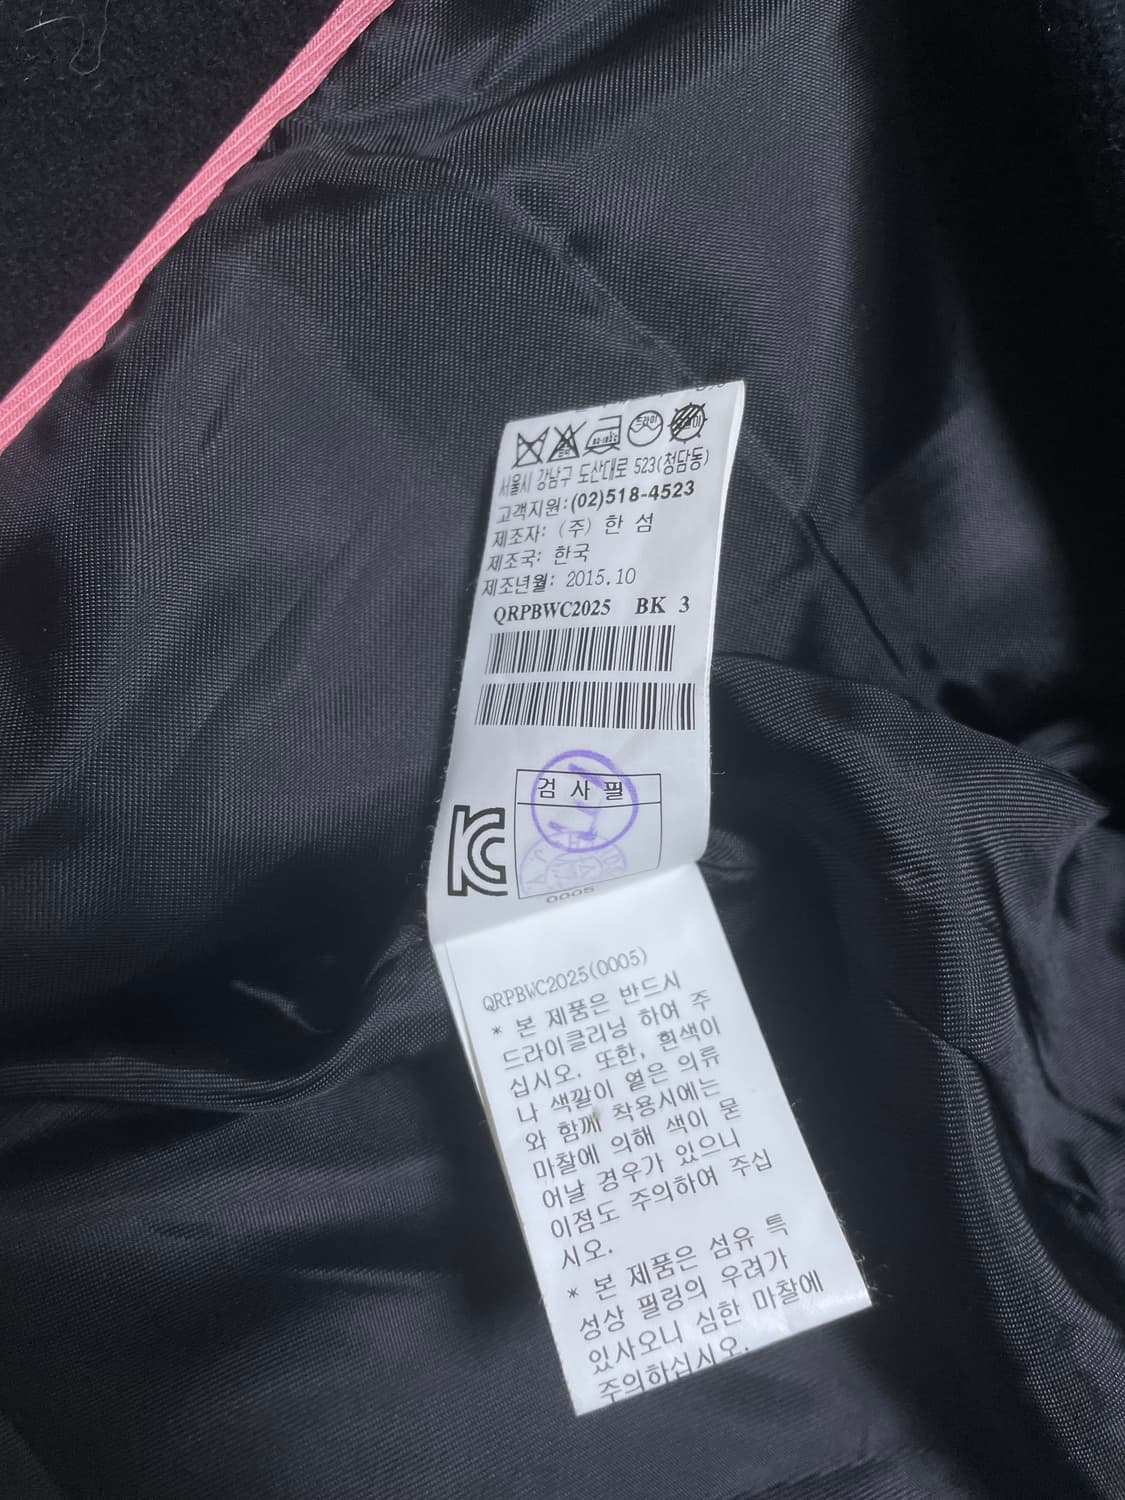 서울시 강남구 도산대로 523(청담동)
고객지원:(02)518-4523
제조자: (주) 한 섬
제조국: 한국
제조년월: 2015.10
QRPBWC2025 BK 3
검 사 필
0005
QRPBWC2025(0005)
* 본 제품은 반드시
드라이클리닝 하여 주
십시오. 또한, 흰색이
나 색깔이 옅은 의류
와 함께 착용시에는
마찰에 의해 색이 묻
어날 경우가 있으니
이점도 주의하여 주십
시오.
* 본 제품은 섬유 특
성상 필링의 우려가
있사오니 심한 마찰에
주의하십시오.